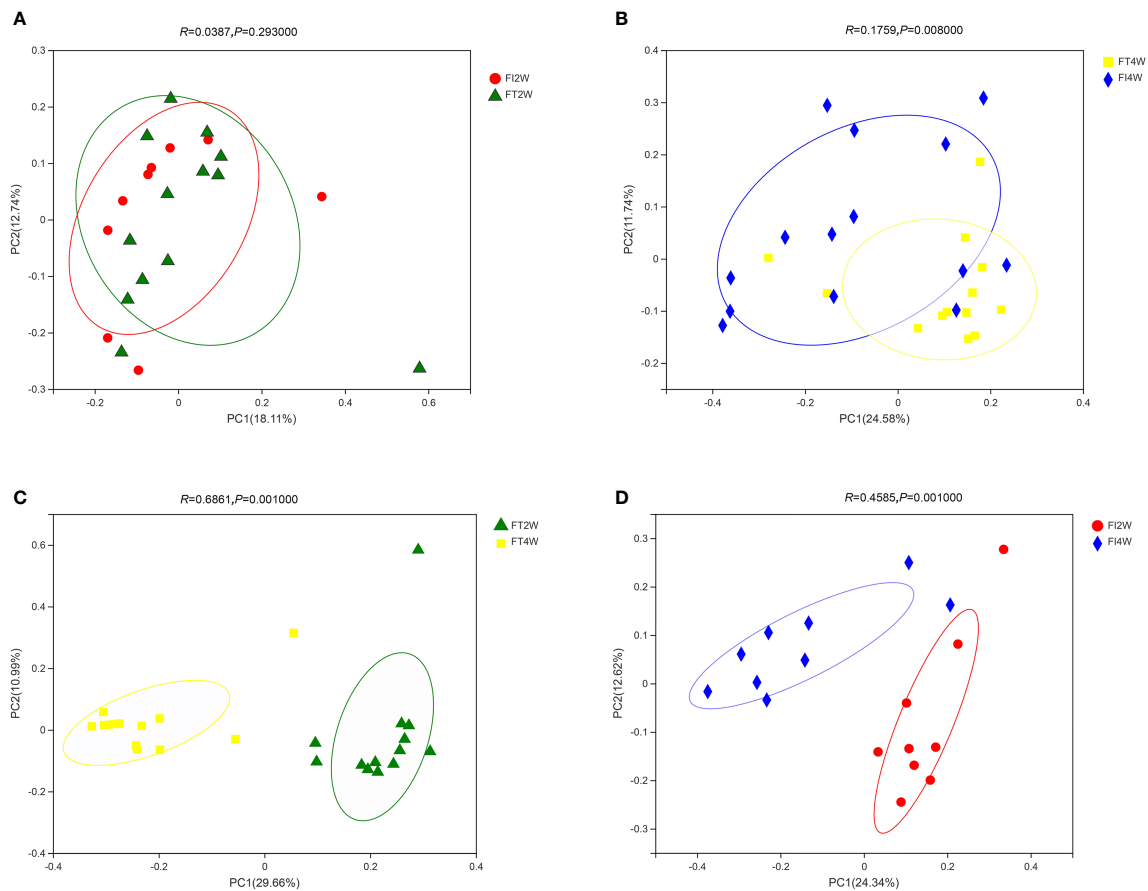 A
R=0.0387,P=0.293000
0.3
0.2
0.1
0
-0.1
-0.2
-0.3
PC2(12.74%)
-0.2
0
0.2
0.4
0.6
PC1(18.11%)
FI2W
FT2W
B
R=0.1759,P=0.008000
0.4
0.3
0.2
0.1
0
-0.1
-0.2
PC2(11.74%)
-0.4
-0.2
0
0.2
0.4
PC1(24.58%)
FT4W
FI4W
C
R=0.6861,P=0.001000
0.6
0.4
0.2
0
-0.2
-0.4
PC2(10.99%)
-0.4
-0.2
0
0.2
0.4
PC1(29.66%)
FT2W
FT4W
D
R=0.4585,P=0.001000
0.3
0.2
0.1
0
-0.1
-0.2
-0.3
PC2(12.62%)
-0.4
-0.2
0
0.2
0.4
PC1(24.34%)
FI2W
FI4W